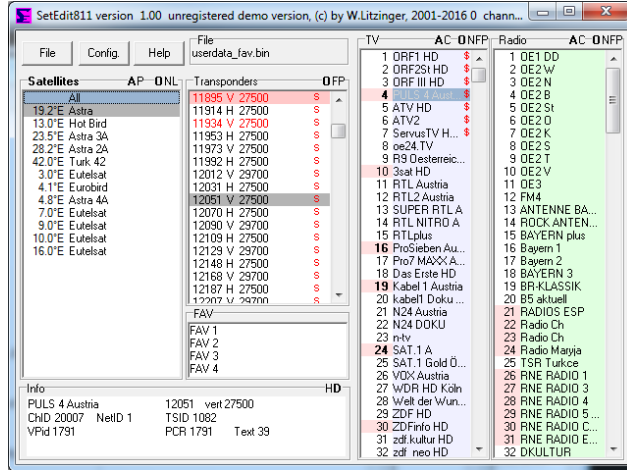 SetEdit811 version 1.00 unregistered demo version, (c) by W.Litzinger, 2001-2016 0 chann...
File Config. Help
File
userdata_fav.bin
Satellites AP ONL
All
19.2°E Astra
13.0°E Hot Bird
23.5°E Astra 3A
28.2°E Astra 2A
42.0°E Turk 42
3.0°E Eutelsat
4.1°E Eurobird
4.8°E Astra 4A
7.0°E Eutelsat
9.0°E Eutelsat
10.0°E Eutelsat
16.0°E Eutelsat
Transponders OFP
11895 V 27500 S
11914 H 27500 S
11934 V 27500 S
11953 H 27500 S
11973 V 27500 S
11992 H 27500 S
12012 V 29700 S
12031 H 27500 S
12051 V 27500 S
12070 H 27500 S
12090 V 29700 S
12109 H 27500 S
12129 V 29700 S
12148 H 27500 S
12168 V 29700 S
12187 H 27500 S
12207 V 29700 S
FAV
FAV 1
FAV 2
FAV 3
FAV 4
TV AC ONFP
1 ORF1 HD $
2 ORF2St HD $
3 ORF III HD $
4 PULS 4 Aust... $
5 ATV HD $
6 ATV2 $
7 ServusTV H... $
8 oe24.TV
9 R9 Oesterreic...
10 3sat HD
11 RTL Austria
12 RTL2 Austria
13 SUPER RTL A
14 RTL NITRO A
15 RTLplus
16 ProSieben Au...
17 Pro7 MAXX A...
18 Das Erste HD
19 Kabel 1 Austria
20 kabel1 Doku ...
21 N24 Austria
22 N24 DOKU
23 n-tv
24 SAT.1 A
25 SAT.1 Gold Ö...
26 VOX Austria
27 WDR HD Köln
28 Welt der Wun...
29 ZDF HD
30 ZDFinfo HD
31 zdf.kultur HD
32 zdf_neo HD
Radio AC ONFP
1 OE1 DD
2 OE2 W
3 OE2 N
4 OE2 B
5 OE2 St
6 OE2 O
7 OE2 K
8 OE2 S
9 OE2 T
10 OE2 V
11 OE3
12 FM4
13 ANTENNE BA...
14 ROCK ANTEN...
15 BAYERN plus
16 Bayern 1
17 Bayern 2
18 BAYERN 3
19 BR-KLASSIK
20 B5 aktuell
21 RADIOS ESP
22 Radio Ch
23 Radio Ch
24 Radio Maryja
25 TSR Turkce
26 RNE RADIO 1
27 RNE RADIO 3
28 RNE RADIO 4
29 RNE RADIO 5 ...
30 RNE RADIO C...
31 RNE RADIO E...
32 DKULTUR
Info HD
PULS 4 Austria 12051 vert 27500
ChID 20007 NetID 1 TSID 1082
VPid 1791 PCR 1791 Text 39